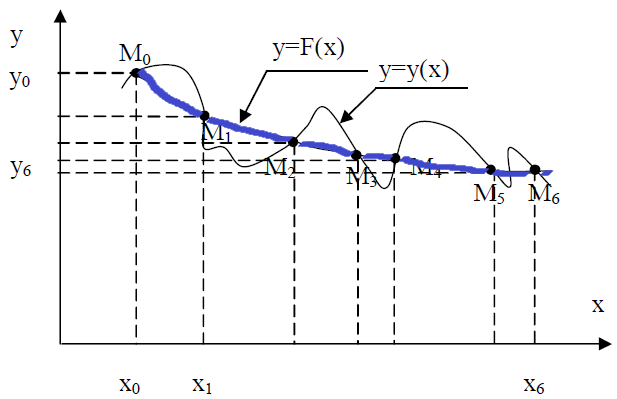 y
M₀
y=F(x)
y₀
y=y(x)
M₁
y₆
M₂
M₃
M₄
M₅
M₆
x
x₀
x₁
x₆